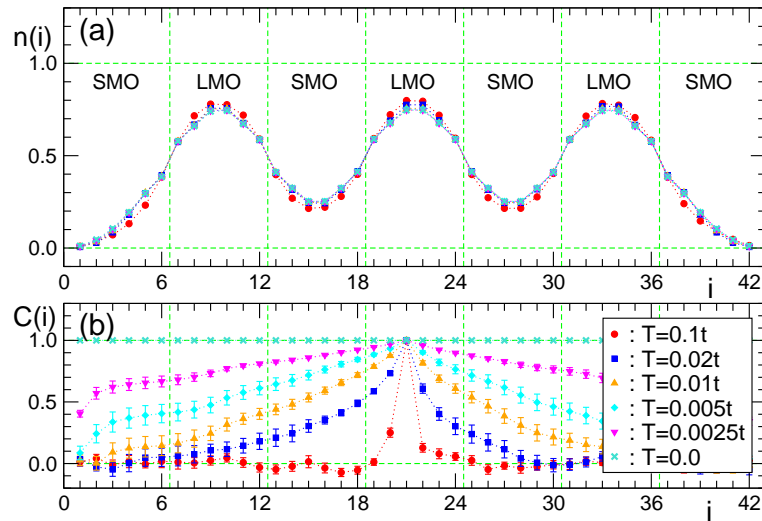 n(i)
(a)
1.0
SMO LMO SMO LMO SMO LMO SMO
0.5
0.0
0 6 12 18 24 30 36 42
i
C(i)
(b)
1.0
0.5
0.0
: T=0.1t
: T=0.02t
: T=0.01t
: T=0.005t
: T=0.0025t
: T=0.0
0 6 12 18 24 30 36 42
i